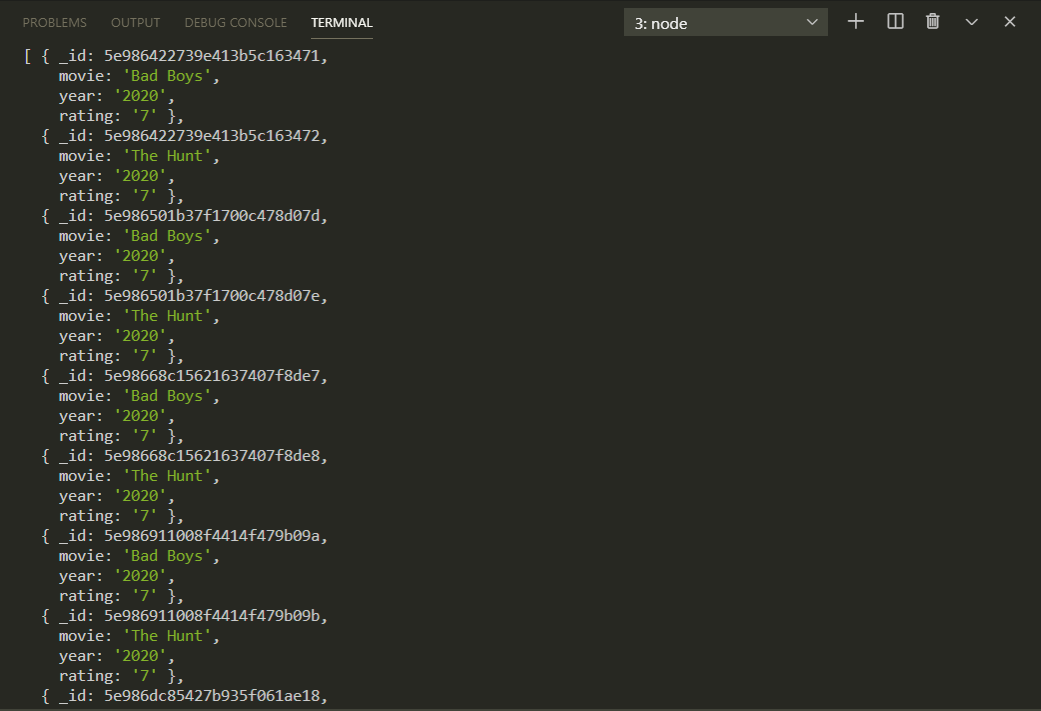 PROBLEMS OUTPUT DEBUG CONSOLE TERMINAL 3: node
[ { _id: 5e986422739e413b5c163471,
movie: 'Bad Boys',
year: '2020',
rating: '7' },
{ _id: 5e986422739e413b5c163472,
movie: 'The Hunt',
year: '2020',
rating: '7' },
{ _id: 5e986501b37f1700c478d07d,
movie: 'Bad Boys',
year: '2020',
rating: '7' },
{ _id: 5e986501b37f1700c478d07e,
movie: 'The Hunt',
year: '2020',
rating: '7' },
{ _id: 5e98668c15621637407f8de7,
movie: 'Bad Boys',
year: '2020',
rating: '7' },
{ _id: 5e98668c15621637407f8de8,
movie: 'The Hunt',
year: '2020',
rating: '7' },
{ _id: 5e986911008f4414f479b09a,
movie: 'Bad Boys',
year: '2020',
rating: '7' },
{ _id: 5e986911008f4414f479b09b,
movie: 'The Hunt',
year: '2020',
rating: '7' },
{ _id: 5e986dc85427b935f061ae18,